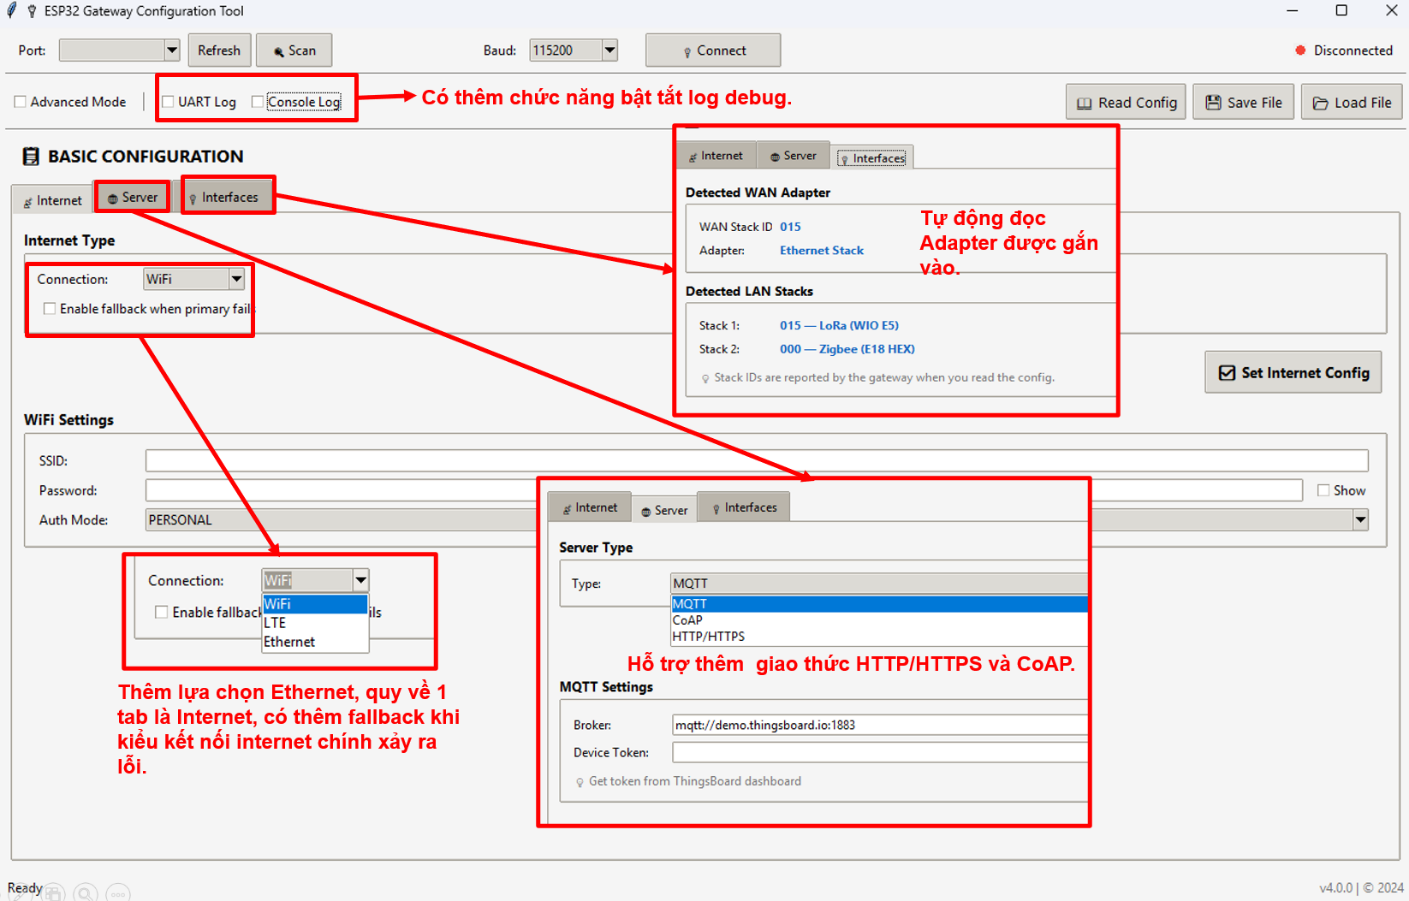 ESP32 Gateway Configuration Tool
Port:
Refresh
Scan
Baud:
115200
Connect
Disconnected
Advanced Mode
UART Log
Console Log
Có thêm chức năng bật tắt log debug.
Read Config
Save File
Load File
BASIC CONFIGURATION
Internet
Server
Interfaces
Internet Type
Connection:
WiFi
Enable fallback when primary fails
Internet
Server
Interfaces
Detected WAN Adapter
WAN Stack ID
015
Adapter:
Ethernet Stack
Tự động đọc
Adapter được gắn
vào.
Detected LAN Stacks
Stack 1:
015 — LoRa (WIO E5)
Stack 2:
000 — Zigbee (E18 HEX)
Stack IDs are reported by the gateway when you read the config.
Set Internet Config
WiFi Settings
SSID:
Password:
Show
Auth Mode:
PERSONAL
Connection:
WiFi
Enable fallbac
ils
WiFi
LTE
Ethernet
Thêm lựa chọn Ethernet, quy về 1
tab là Internet, có thêm fallback khi
kiểu kết nối internet chính xảy ra
lỗi.
Internet
Server
Interfaces
Server Type
Type:
MQTT
MQTT
CoAP
HTTP/HTTPS
Hỗ trợ thêm giao thức HTTP/HTTPS và CoAP.
MQTT Settings
Broker:
mqtt://demo.thingsboard.io:1883
Device Token:
Get token from ThingsBoard dashboard
Ready
v4.0.0 | © 2024